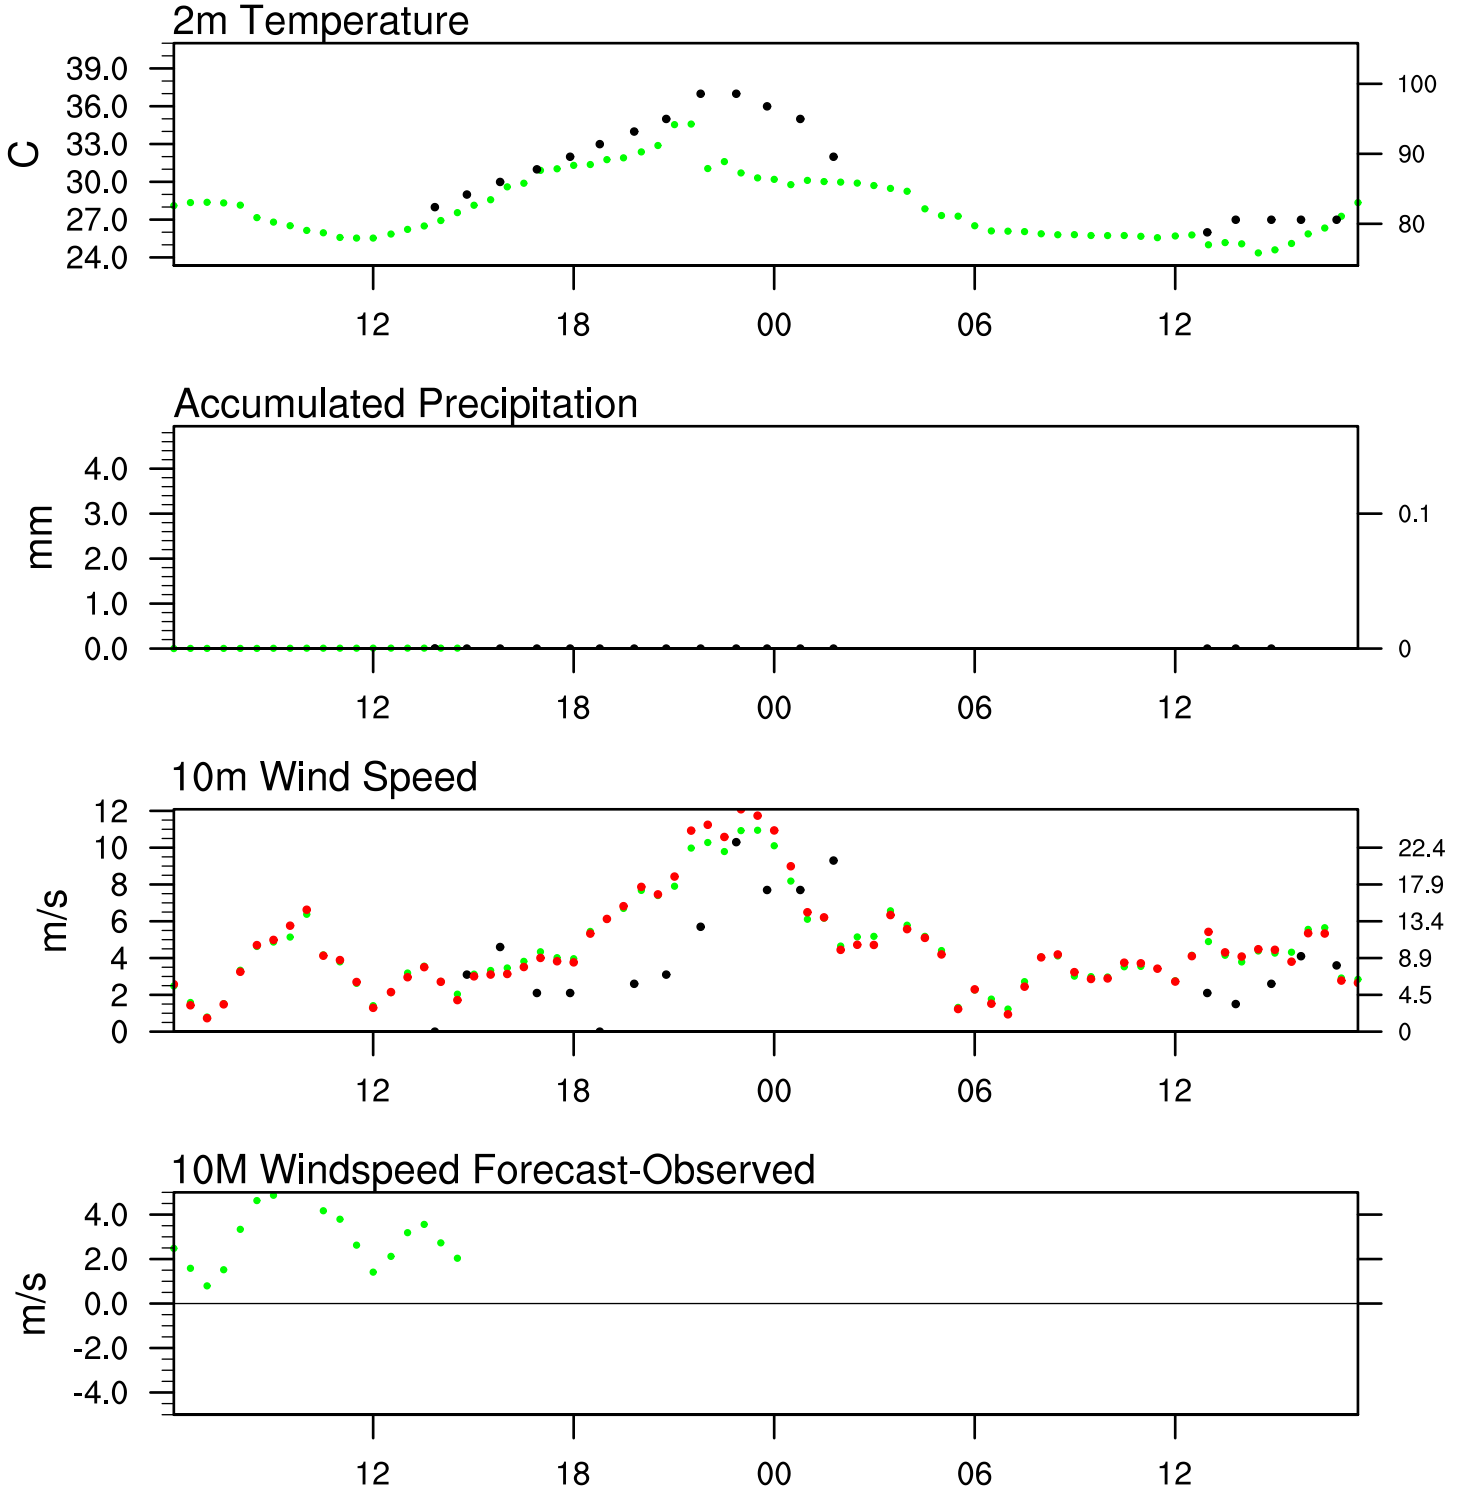 2m Temperature
39.0
36.0
33.0
30.0
27.0
24.0
C
100
90
80
12 18 00 06 12
Accumulated Precipitation
4.0
3.0
2.0
1.0
0.0
mm
0.1
0
12 18 00 06 12
10m Wind Speed
12
10
8
6
4
2
0
m/s
22.4
17.9
13.4
8.9
4.5
0
12 18 00 06 12
10M Windspeed Forecast-Observed
4.0
2.0
0.0
-2.0
-4.0
m/s
12 18 00 06 12